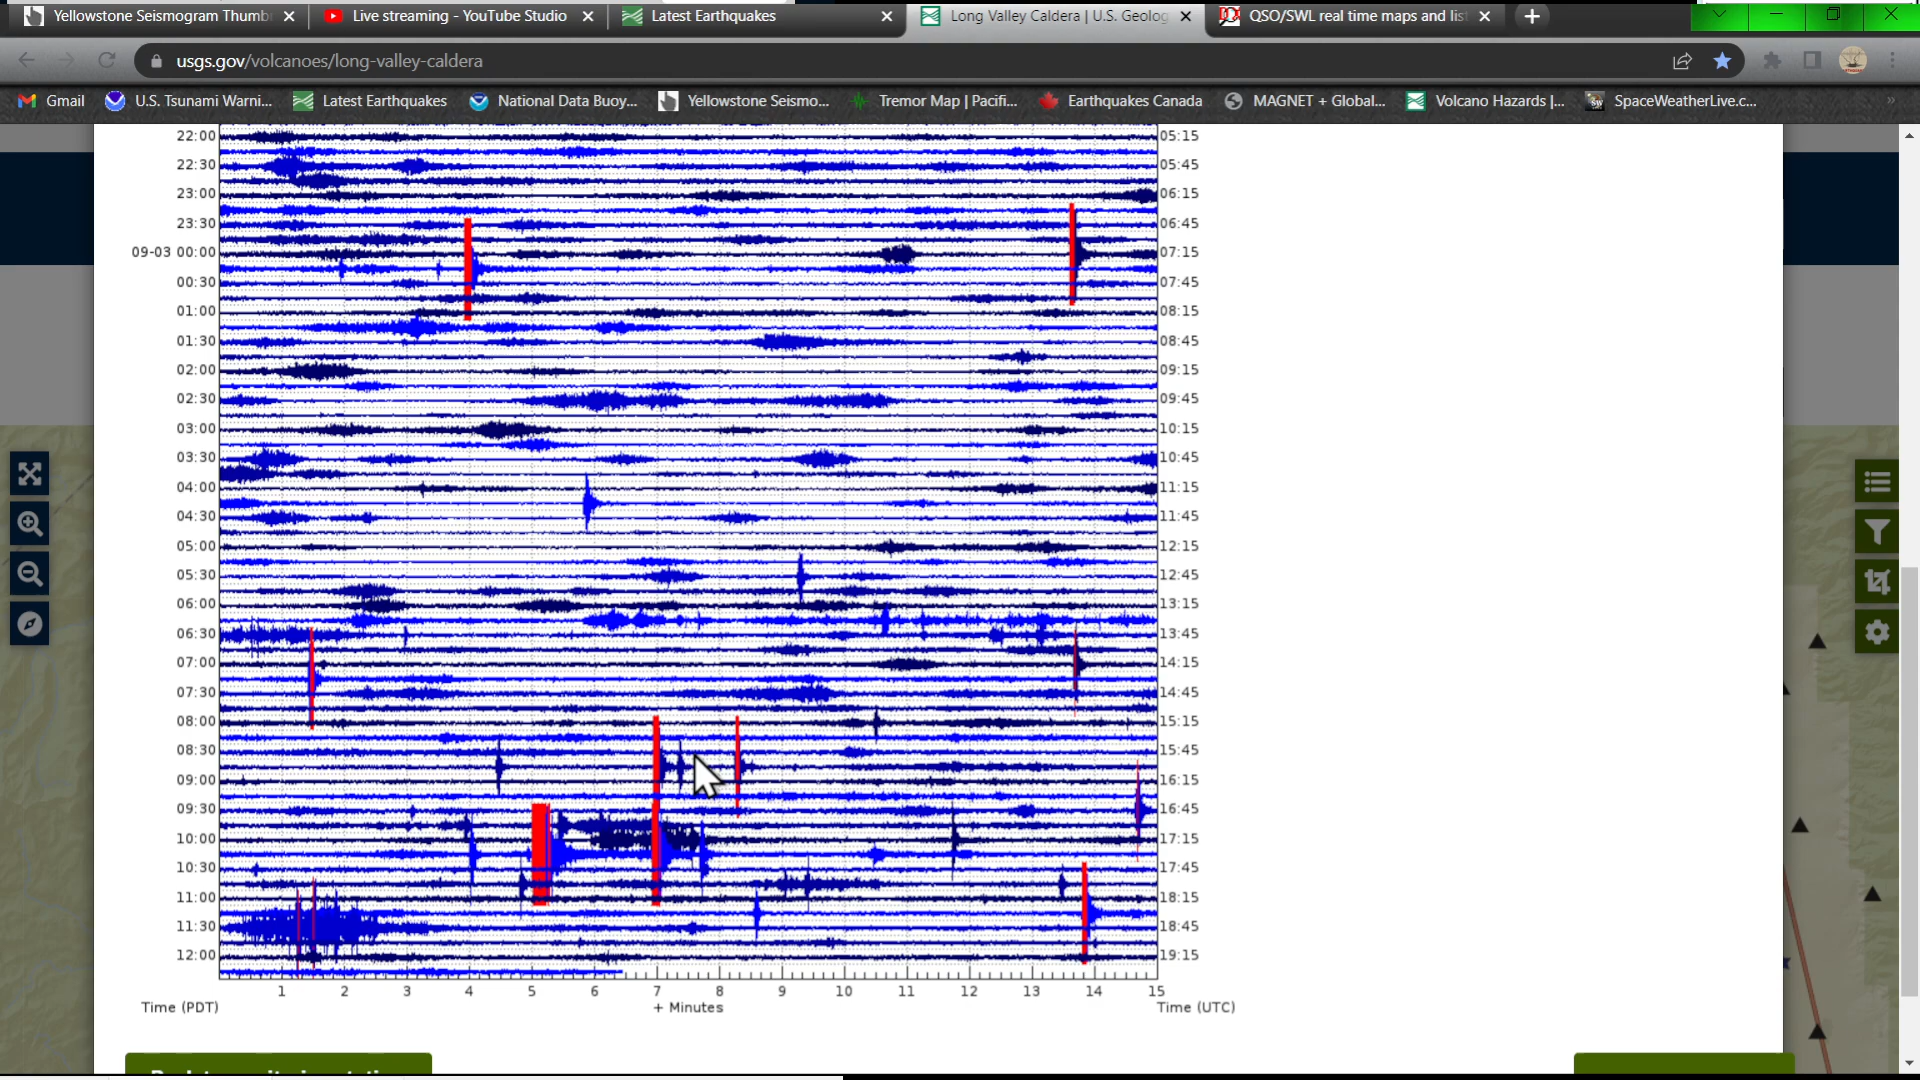 Yellowstone Seismogram Thumb
Live streaming - YouTube Studio
Latest Earthquakes
Long Valley Caldera | U.S. Geolog
QSO/SWL real time maps and list
usgs.gov/volcanoes/long-valley-caldera
Gmail
U.S. Tsunami Warni...
Latest Earthquakes
National Data Buoy...
Yellowstone Seismo...
Tremor Map | Pacifi...
Earthquakes Canada
MAGNET + Global...
Volcano Hazards |...
SpaceWeatherLive.c...
22:00 05:15
22:30 05:45
23:00 06:15
23:30 06:45
09-03 00:00 07:15
00:30 07:45
01:00 08:15
01:30 08:45
02:00 09:15
02:30 09:45
03:00 10:15
03:30 10:45
04:00 11:15
04:30 11:45
05:00 12:15
05:30 12:45
06:00 13:15
06:30 13:45
07:00 14:15
07:30 14:45
08:00 15:15
08:30 15:45
09:00 16:15
09:30 16:45
10:00 17:15
10:30 17:45
11:00 18:15
11:30 18:45
12:00 19:15
1 2 3 4 5 6 7 8 9 10 11 12 13 14 15
Time (PDT) + Minutes Time (UTC)